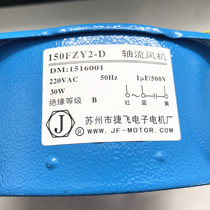 150FZY2-D 轴流风机
DM:1516001
220VAC 50Hz 1μF/500V
30W
绝缘等级 B 红 蓝 黄
J
苏州市捷飞电子电机厂
JF-MOTOR.COM